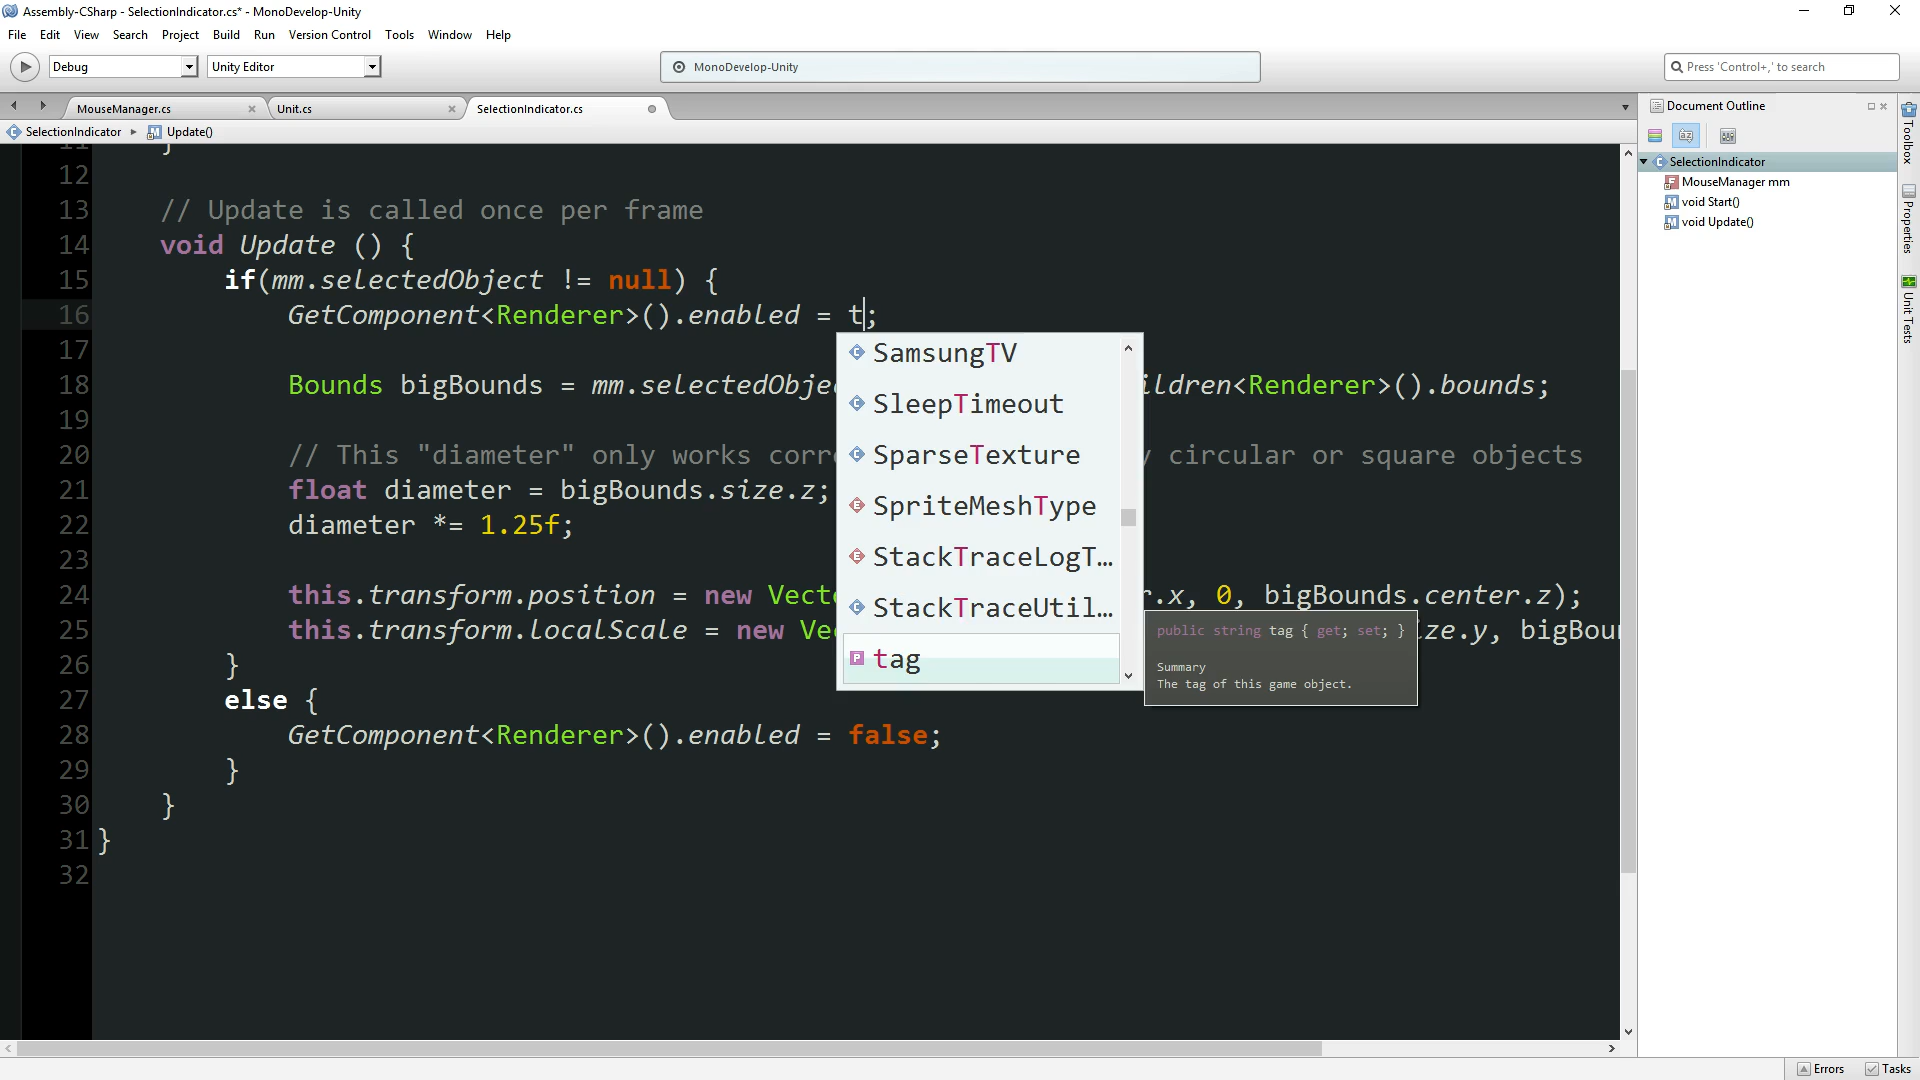 Assembly-CSharp - SelectionIndicator.cs* - MonoDevelop-Unity
File Edit View Search Project Build Run Version Control Tools Window Help
Debug Unity Editor MonoDevelop-Unity Press 'Control+,' to search
MouseManager.cs Unit.cs SelectionIndicator.cs
SelectionIndicator Update()
11 }
12
13 // Update is called once per frame
14 void Update () {
15 if(mm.selectedObject != null) {
16 GetComponent<Renderer>().enabled = t;
17
18 Bounds bigBounds = mm.selectedObje ildren<Renderer>().bounds;
19
20 // This "diameter" only works corr y circular or square objects
21 float diameter = bigBounds.size.z;
22 diameter *= 1.25f;
23
24 this.transform.position = new Vect r.x, 0, bigBounds.center.z);
25 this.transform.localScale = new Ve ize.y, bigBou
26 }
27 else {
28 GetComponent<Renderer>().enabled = false;
29 }
30 }
31 }
32
SamsungTV
SleepTimeout
SparseTexture
SpriteMeshType
StackTraceLogT...
StackTraceUtil...
tag
public string tag { get; set; }
Summary
The tag of this game object.
Document Outline
SelectionIndicator
MouseManager mm
void Start()
void Update()
Toolbox
Properties
Unit Tests
Errors Tasks